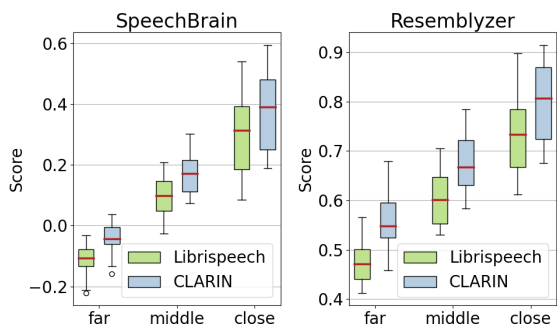 SpeechBrain
0.6
0.4
0.2
0.0
−0.2
Score
far
middle
close
Librispeech
CLARIN
Resemblyzer
0.9
0.8
0.7
0.6
0.5
0.4
Score
far
middle
close
Librispeech
CLARIN